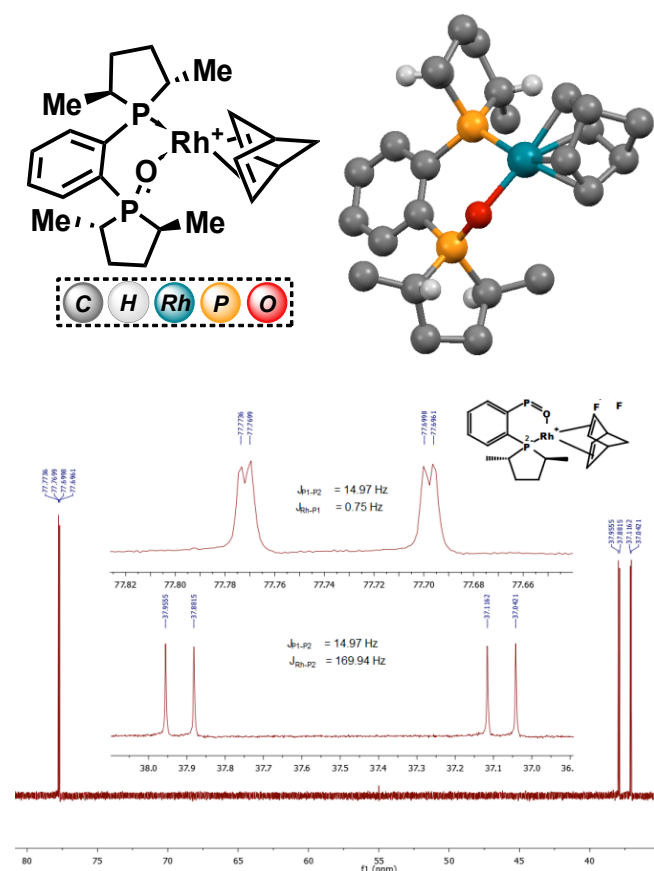 Me
Me
P
Rh+
O
P
Me
Me
C H Rh P O
77.7736
77.7699
77.6998
77.6961
77.7736
77.7699
77.6998
77.6961
P
O
F- F
P2
Rh
+
JP1-P2 = 14.97 Hz
JRh-P1 = 0.75 Hz
37.9555
37.8815
37.1162
37.0421
77.82 77.80 77.78 77.76 77.74 77.72 77.70 77.68 77.66
37.9555
37.8815
37.1162
37.0421
JP1-P2 = 14.97 Hz
JRh-P2 = 169.94 Hz
38.0 37.9 37.8 37.7 37.6 37.5 37.4 37.3 37.2 37.1 37.0 36.
80 75 70 65 60 55 50 45 40
f1 (ppm)